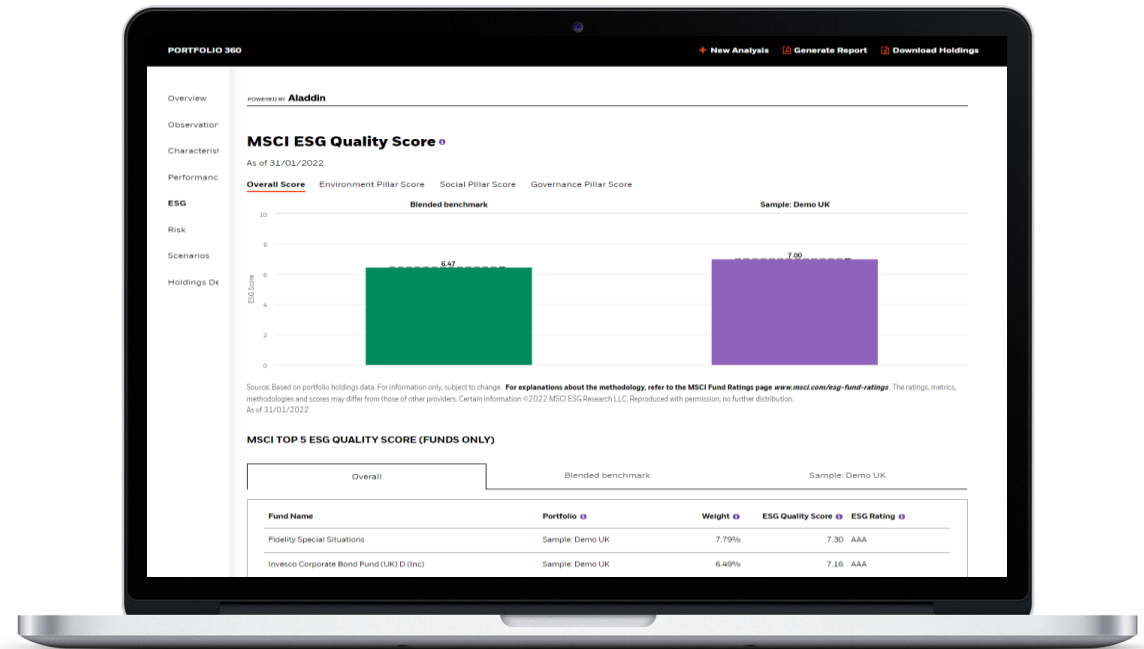 PORTFOLIO 360
New Analysis Generate Report Download Holdings
Overview
Observation
Characteris
Performanc
ESG
Risk
Scenarios
Holdings De
POWERED BY Aladdin
MSCI ESG Quality Score
As of 31/01/2022
Overall Score Environment Pillar Score Social Pillar Score Governance Pillar Score
Blended benchmark Sample: Demo UK
10
8
6
4
2
0
ESG Score
6.47
7.00
Source: Based on portfolio holdings data. For information only, subject to change. For explanations about the methodology, refer to the MSCI Fund Ratings page www.msci.com/esg-fund-ratings . The ratings, metrics,
methodologies and scores may differ from those of other providers. Certain information ©2022 MSCI ESG Research LLC. Reproduced with permission; no further distribution.
As of 31/01/2022
MSCI TOP 5 ESG QUALITY SCORE (FUNDS ONLY)
Overall Blended benchmark Sample: Demo UK
Fund Name Portfolio Weight ESG Quality Score ESG Rating
Fidelity Special Situations Sample: Demo UK 7.79% 7.30 AAA
Invesco Corporate Bond Fund (UK) D (Inc) Sample: Demo UK 6.49% 7.16 AAA